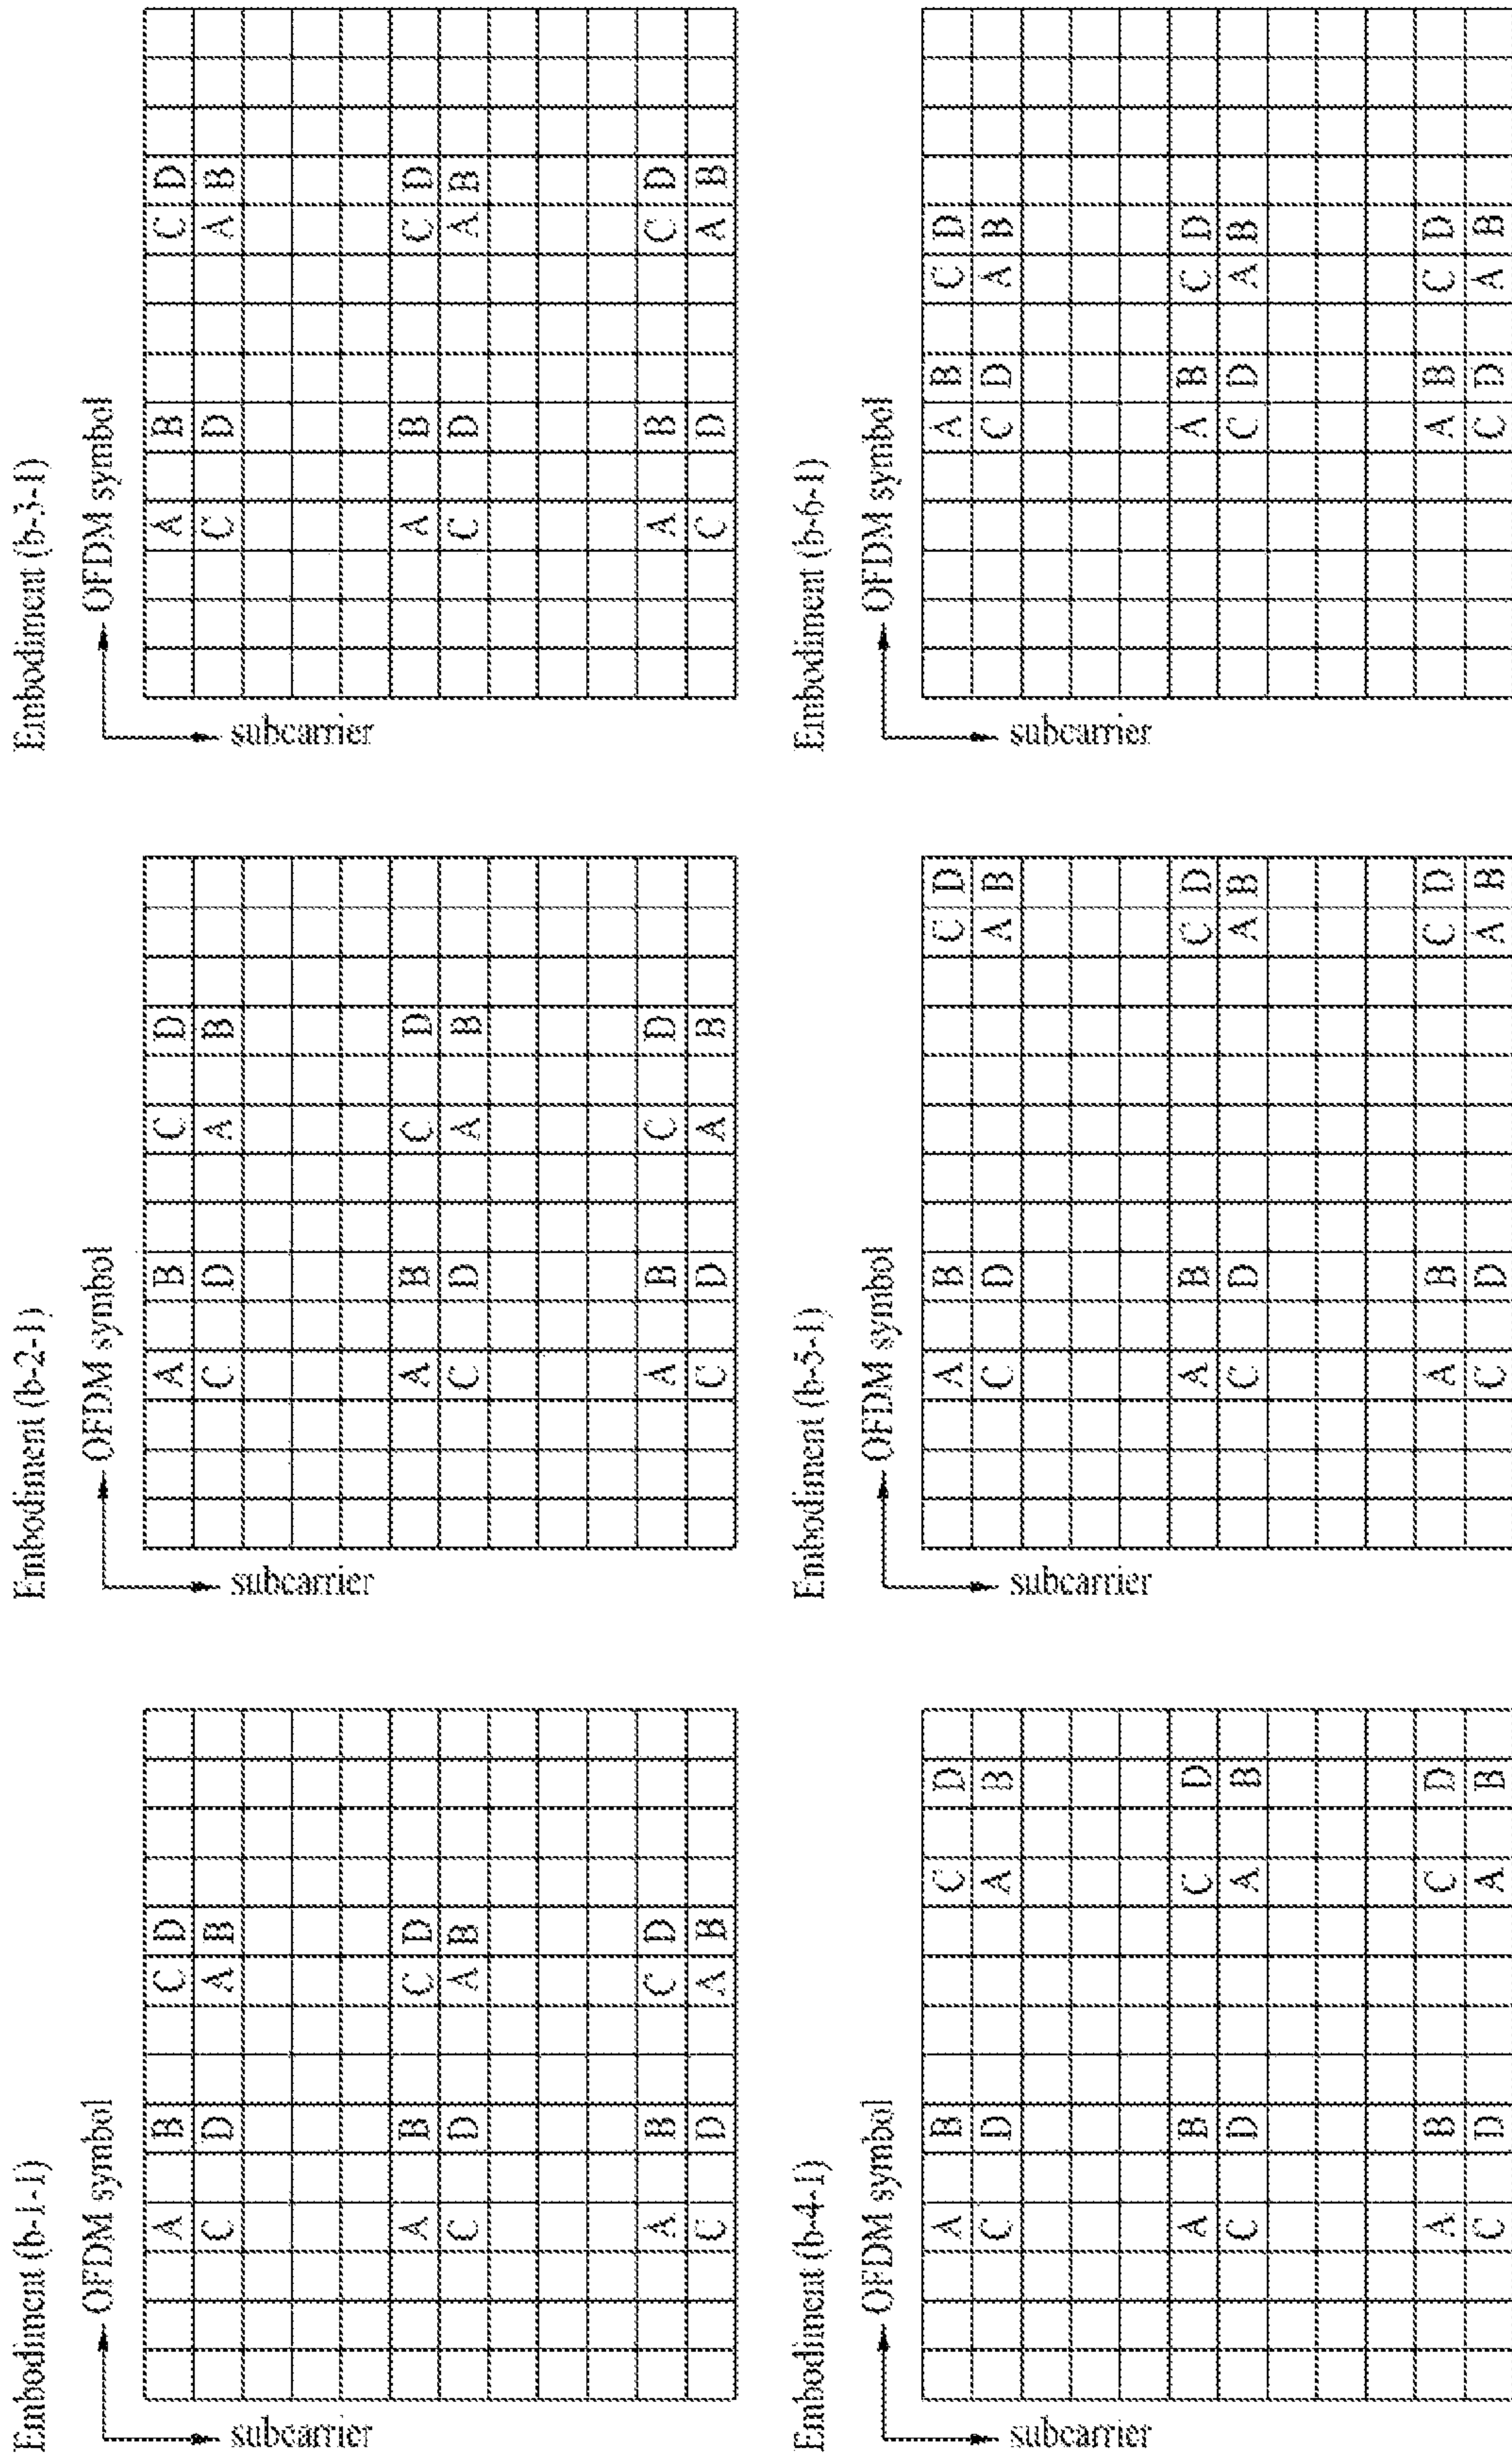 Embodiment (b-1-1)
OFDM symbol
subcarrier
A B C D
C D A B
A B C D
C D A B
A B C D
C D A B
Embodiment (b-2-1)
OFDM symbol
subcarrier
A B C D
C D A B
A B C D
C D A B
A B C D
C D A B
Embodiment (b-3-1)
OFDM symbol
subcarrier
A B C D
C D A B
A B C D
C D A B
A B C D
C D A B
Embodiment (b-4-1)
OFDM symbol
subcarrier
A B C D
C D A B
A B C D
C D A B
A B C D
C D A B
Embodiment (b-5-1)
OFDM symbol
subcarrier
A B C D
C D A B
A B C D
C D A B
A B C D
C D A B
Embodiment (b-6-1)
OFDM symbol
subcarrier
A B C D
C D A B
A B C D
C D A B
A B C D
C D A B